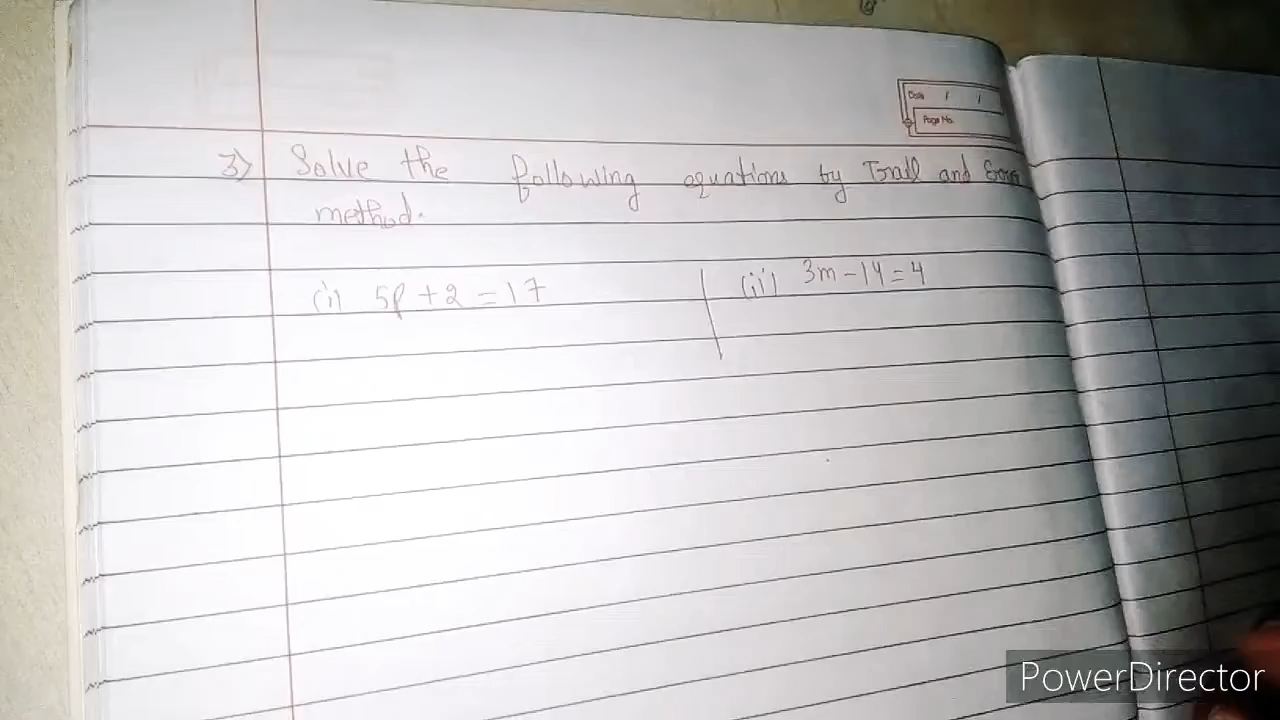 Date / /
Page No.
3) Solve the following equations by Trail and Error
method.
(i) 5p + 2 = 17
(ii) 3m - 14 = 4
PowerDirector